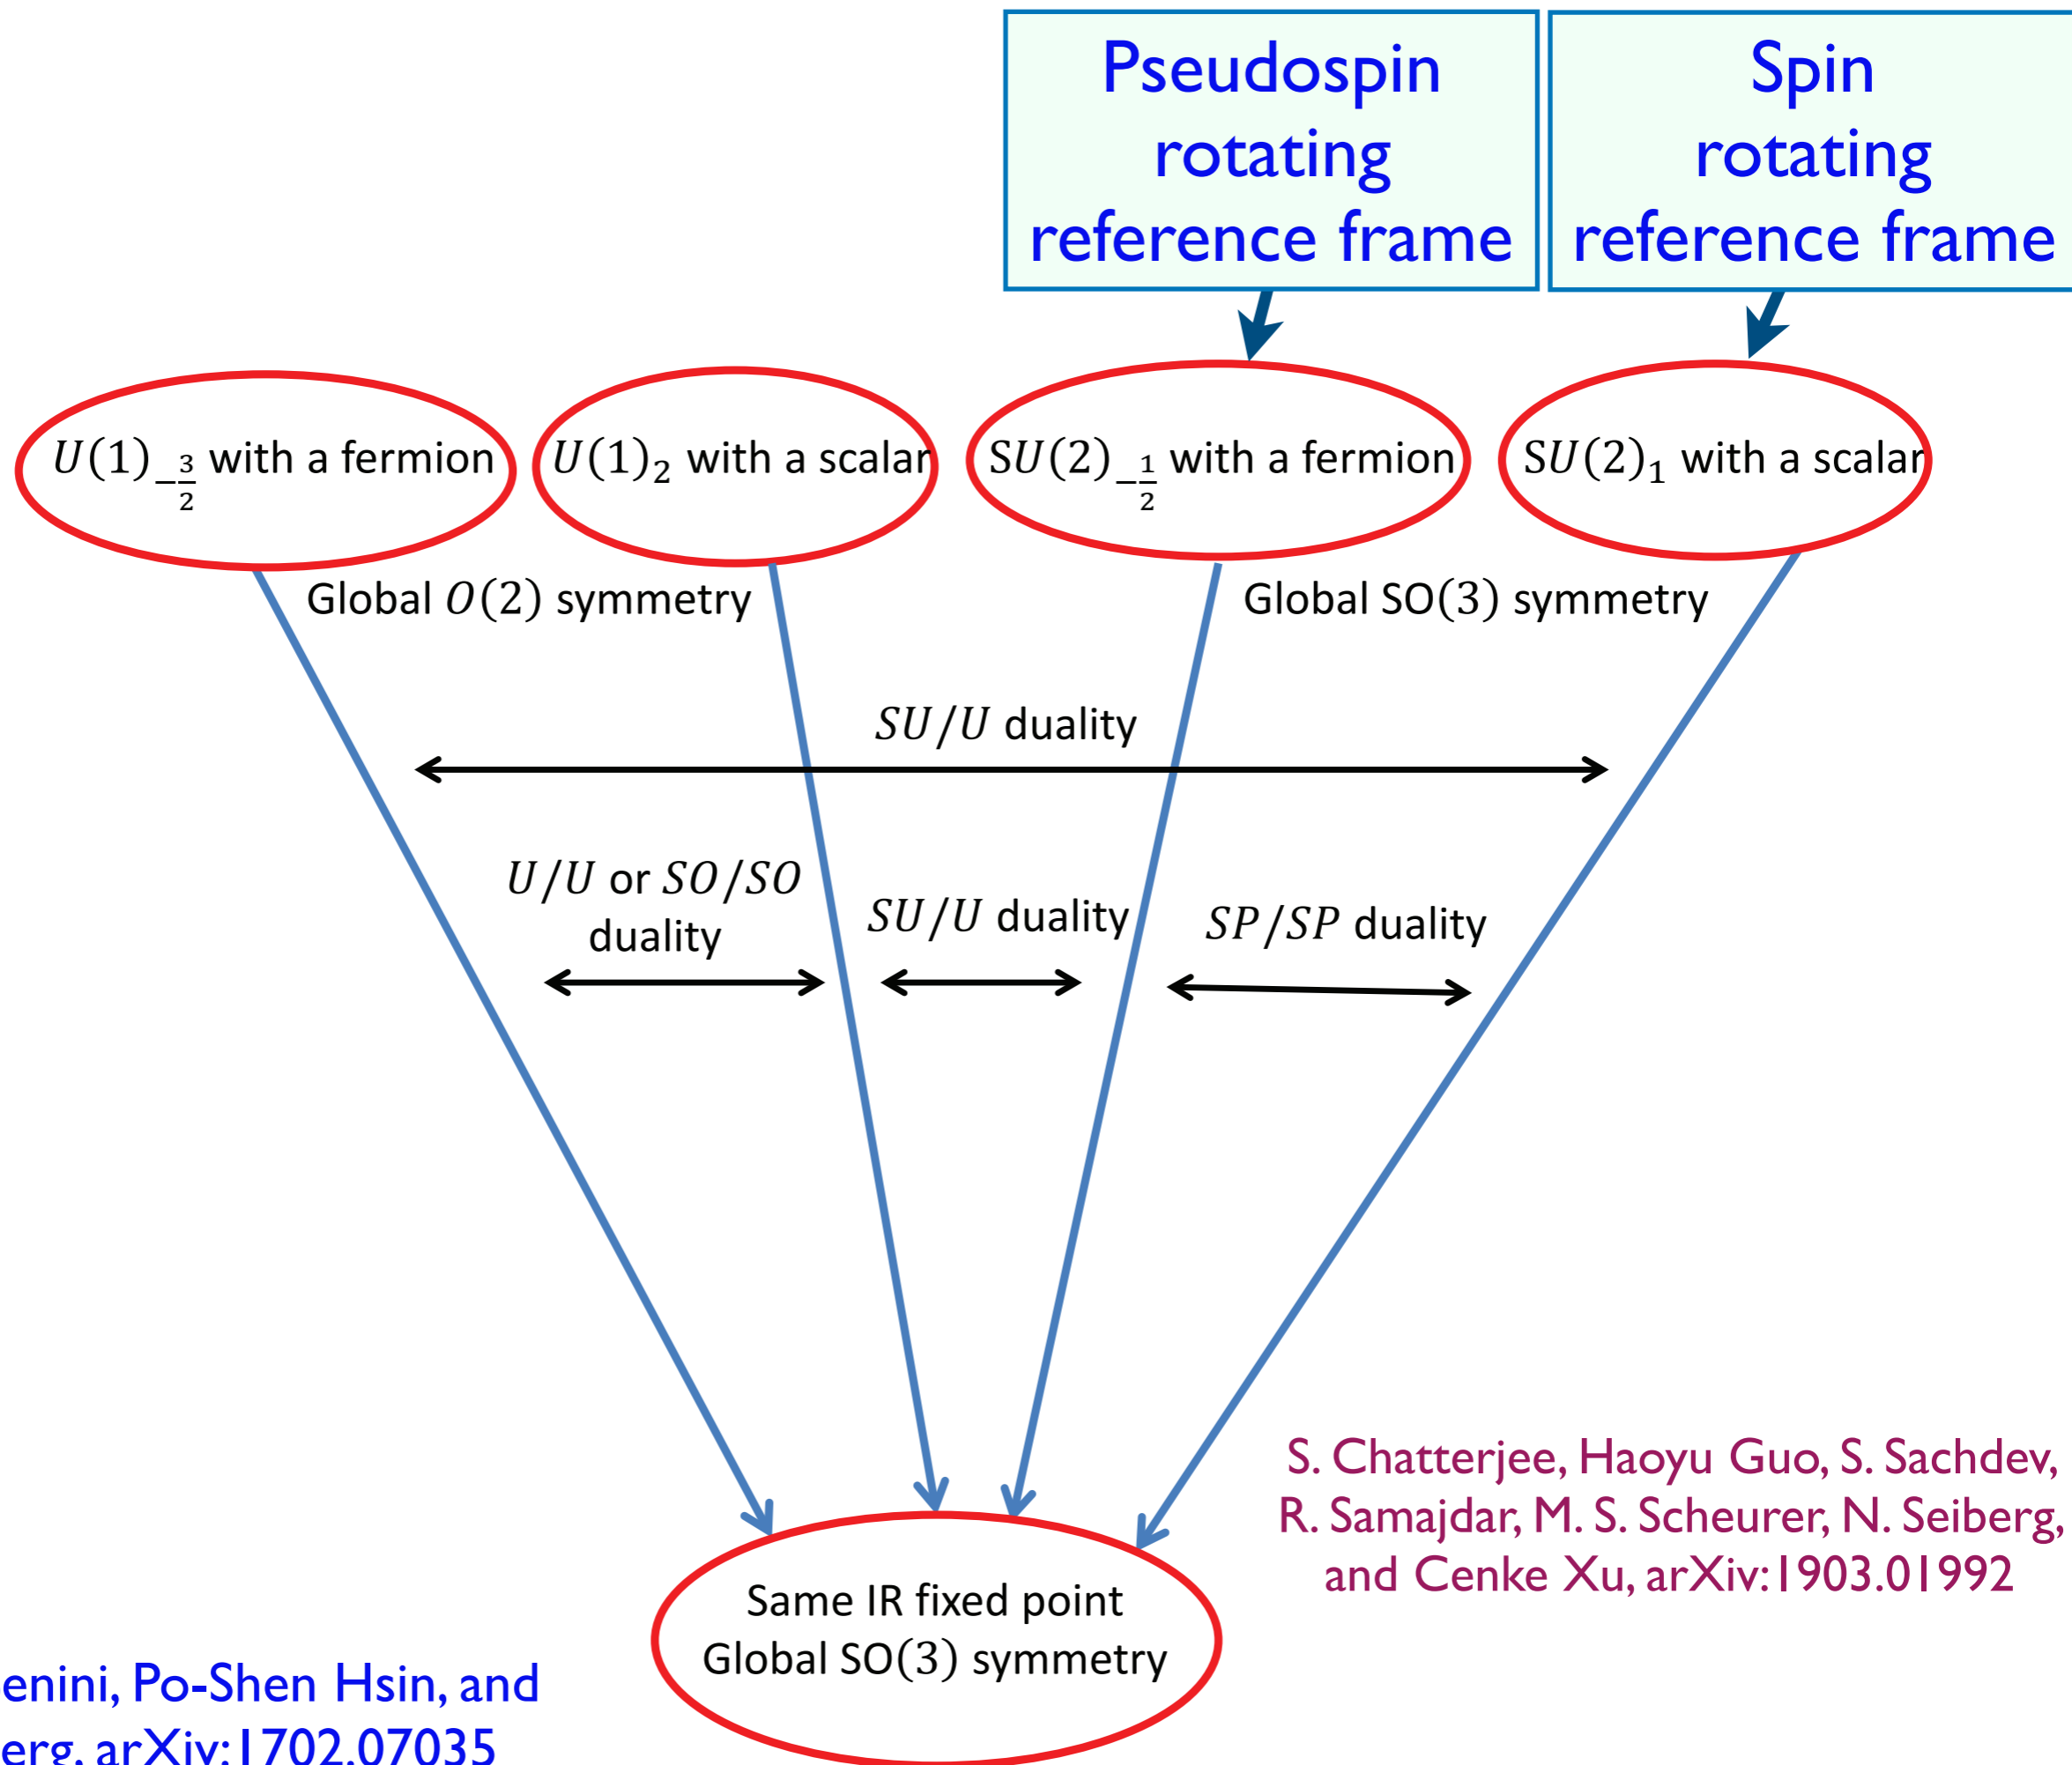 Pseudospin
rotating
reference frame
Spin
rotating
reference frame
U(1)_{-3/2} with a fermion
U(1)_2 with a scalar
SU(2)_{-1/2} with a fermion
SU(2)_1 with a scalar
Global O(2) symmetry
Global SO(3) symmetry
SU/U duality
U/U or SO/SO
duality
SU/U duality
SP/SP duality
S. Chatterjee, Haoyu Guo, S. Sachdev,
R. Samajdar, M. S. Scheurer, N. Seiberg,
and Cenke Xu, arXiv:1903.01992
Same IR fixed point
Global SO(3) symmetry
enini, Po-Shen Hsin, and
erg, arXiv:1702.07035